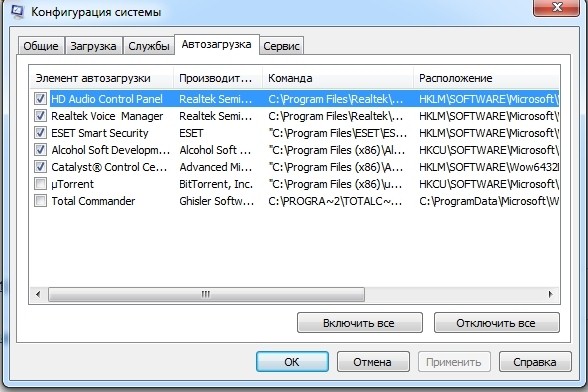 Конфигурация системы
Общие Загрузка Службы Автозагрузка Сервис
Элемент автозагрузки Производит... Команда Расположение
HD Audio Control Panel Realtek Semi... C:\Program Files\Realtek\... HKLM\SOFTWARE\Microsoft\
Realtek Voice Manager Realtek Semi... C:\Program Files\Realtek\... HKLM\SOFTWARE\Microsoft\
ESET Smart Security ESET "C:\Program Files\ESET\ES... HKLM\SOFTWARE\Microsoft\
Alcohol Soft Developm... Alcohol Soft ... "C:\Program Files (x86)\Al... HKCU\SOFTWARE\Microsoft\
Catalyst® Control Ce... Advanced Mi... "C:\Program Files (x86)\A... HKLM\SOFTWARE\Wow6432
µTorrent BitTorrent, Inc. "C:\Program Files (x86)\u... HKCU\SOFTWARE\Microsoft\
Total Commander Ghisler Softw... C:\PROGRA~2\TOTALC~... C:\ProgramData\Microsoft\W
Включить все Отключить все
ОК Отмена Применить Справка